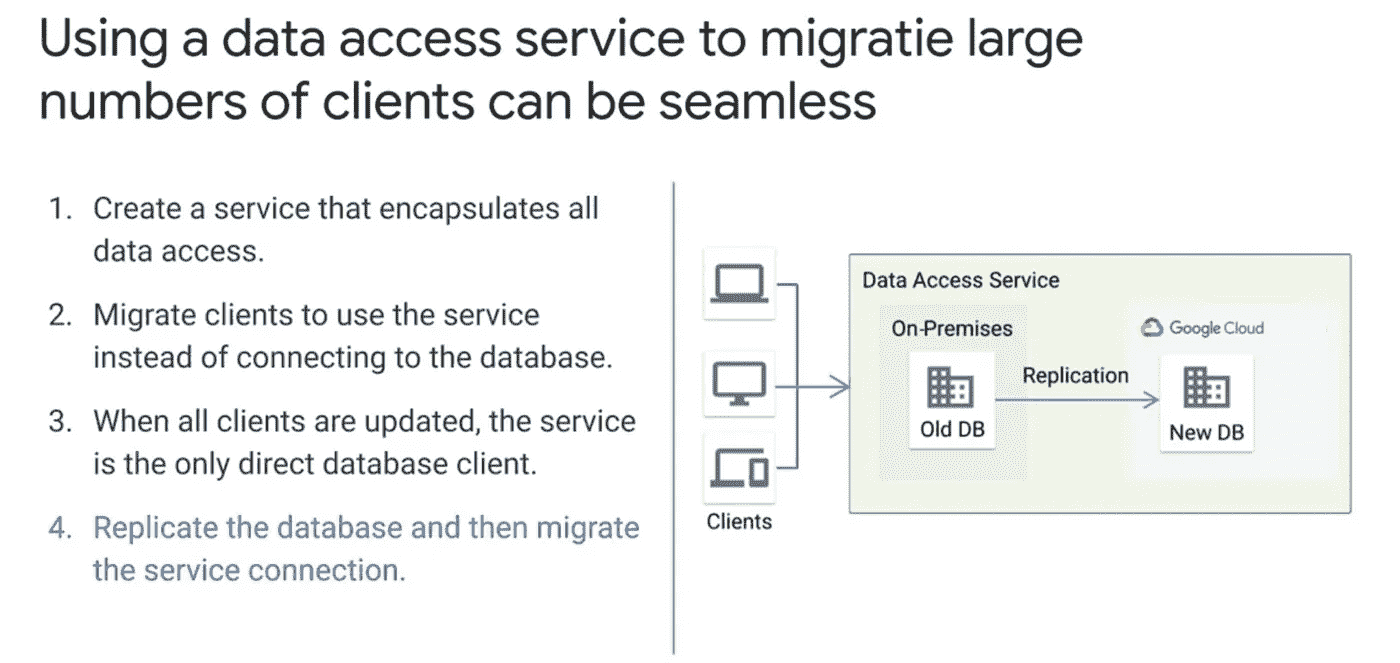 Using a data access service to migratie large
numbers of clients can be seamless
1. Create a service that encapsulates all
data access.
2. Migrate clients to use the service
instead of connecting to the database.
3. When all clients are updated, the service
is the only direct database client.
4. Replicate the database and then migrate
the service connection.
Clients
Data Access Service
On-Premises
Old DB
Replication
Google Cloud
New DB